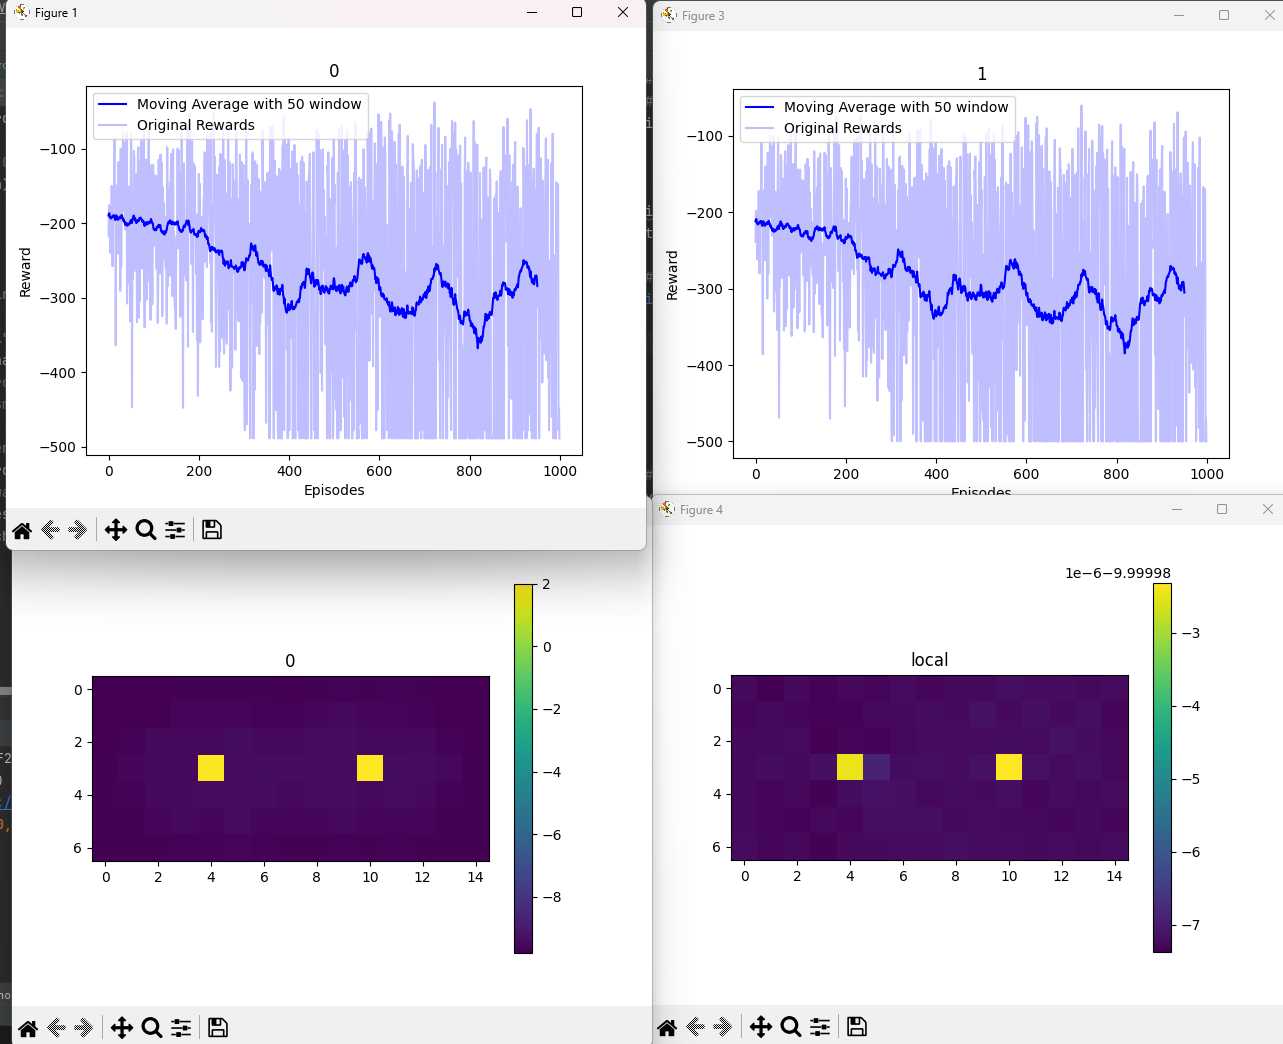 Figure 1
0
Moving Average with 50 window
Original Rewards
Reward
−100
−200
−300
−400
−500
0 200 400 600 800 1000
Episodes
Figure 3
1
Moving Average with 50 window
Original Rewards
Reward
−100
−200
−300
−400
−500
0 200 400 600 800 1000
Episodes
0
0
2
4
6
0 2 4 6 8 10 12 14
2
0
−2
−4
−6
−8
Figure 4
1e−6−9.99998
local
0
2
4
6
0 2 4 6 8 10 12 14
−3
−4
−5
−6
−7